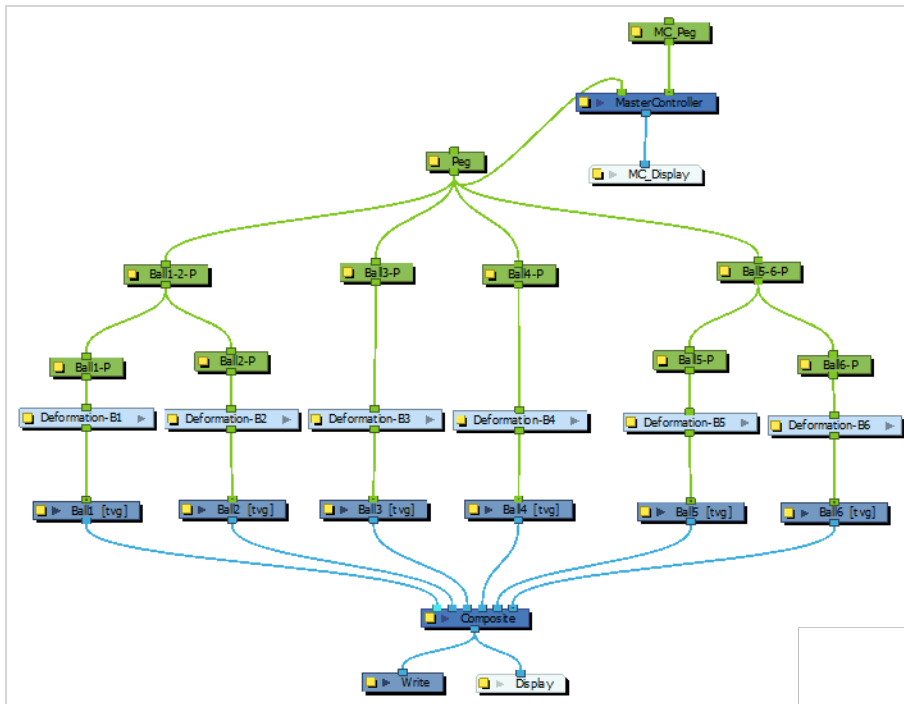 MC_Peg
MasterController
Peg
MC_Display
Ball1-2-P
Ball3-P
Ball4-P
Ball5-6-P
Ball1-P
Ball2-P
Ball5-P
Ball6-P
Deformation-B1
Deformation-B2
Deformation-B3
Deformation-B4
Deformation-B5
Deformation-B6
Ball1 [tvg]
Ball2 [tvg]
Ball3 [tvg]
Ball4 [tvg]
Ball5 [tvg]
Ball6 [tvg]
Composite
Write
Display